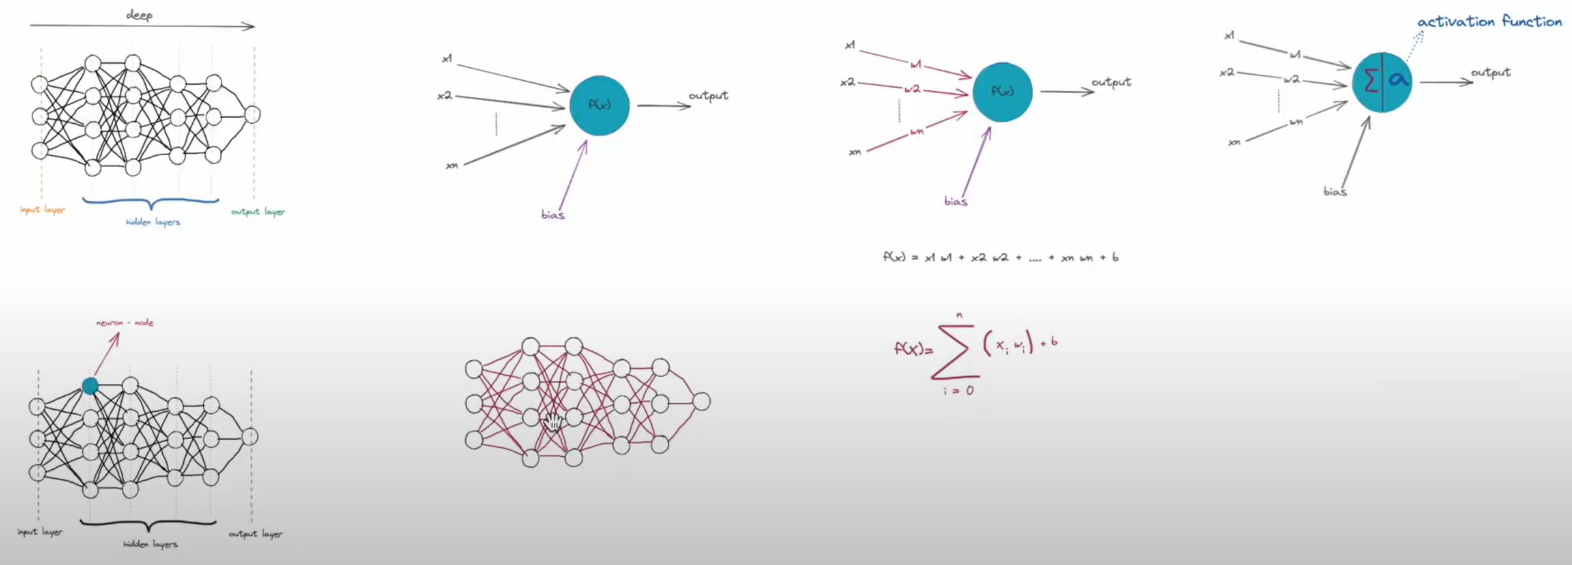 deep
input layer
hidden layers
output layer
x1
x2
xn
f(x)
output
bias
x1
x2
xn
w1
w2
wn
f(x)
output
bias
f(x) = x1 w1 + x2 w2 + .... + xn wn + b
activation function
x1
x2
xn
w1
w2
wn
Σ a
output
bias
neuron - node
input layer
hidden layers
output layer
n
f(x)= Σ (xi wi) + b
i = 0